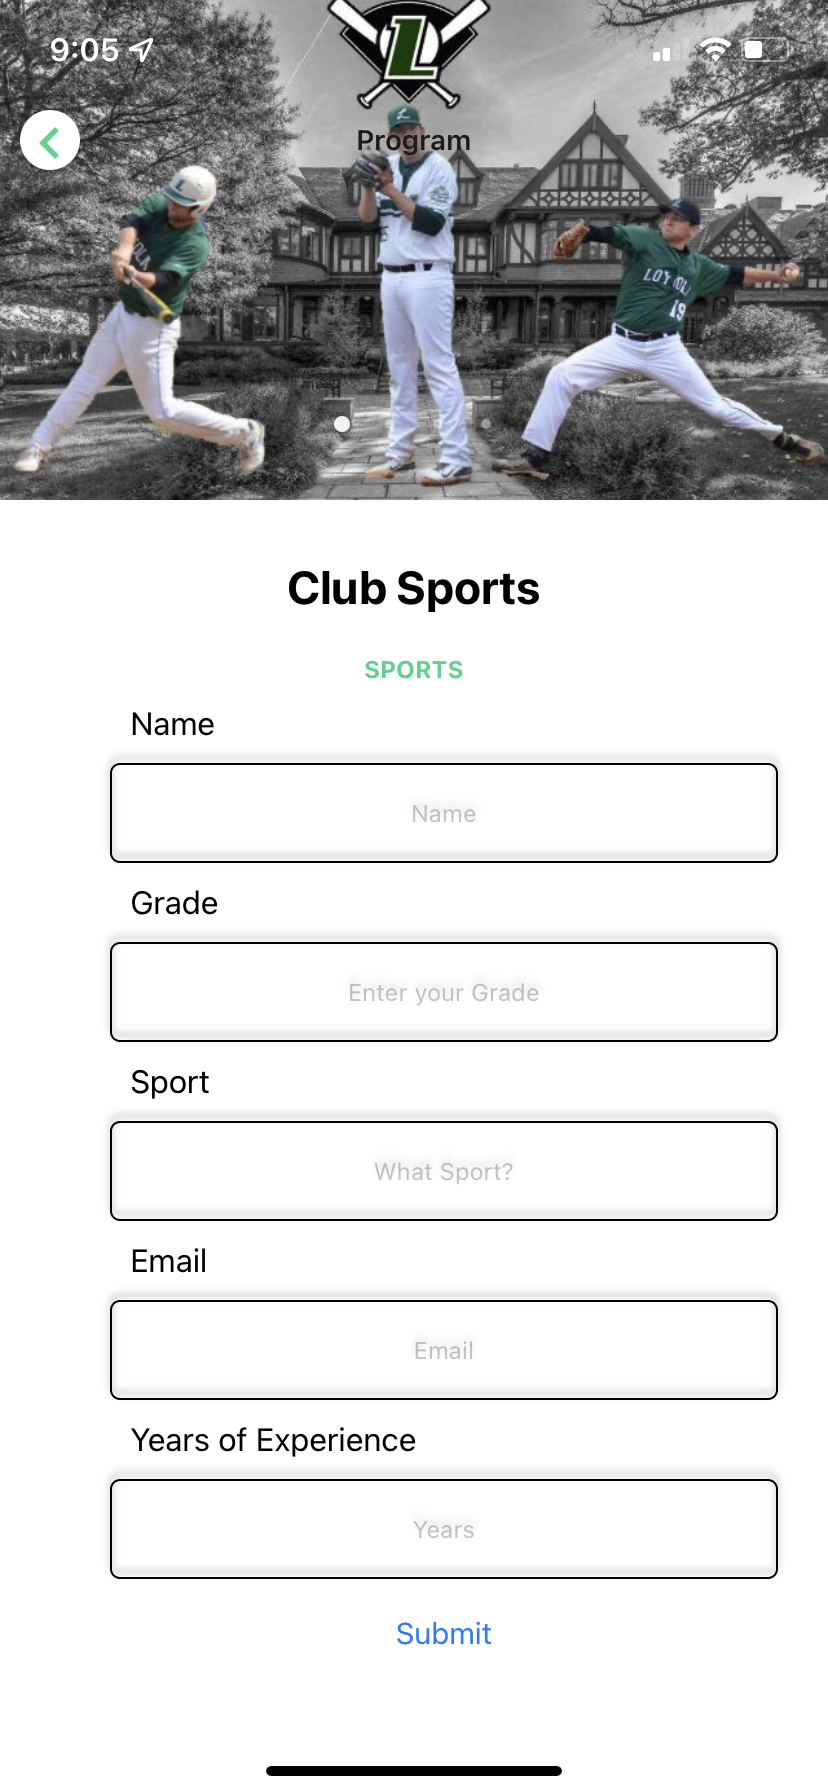 9:05
L
Program
L
LOYOLA
19
Club Sports
SPORTS
Name
Name
Grade
Enter your Grade
Sport
What Sport?
Email
Email
Years of Experience
Years
Submit